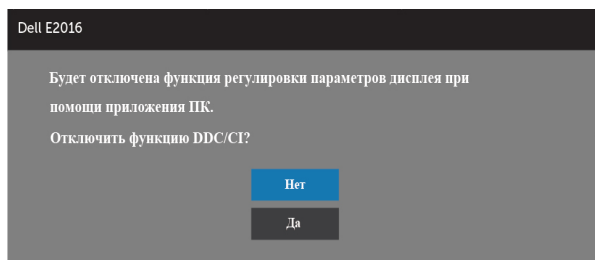 Dell E2016
Будет отключена функция регулировки параметров дисплея при
помощи приложения ПК.
Отключить функцию DDC/CI?
Нет
Да